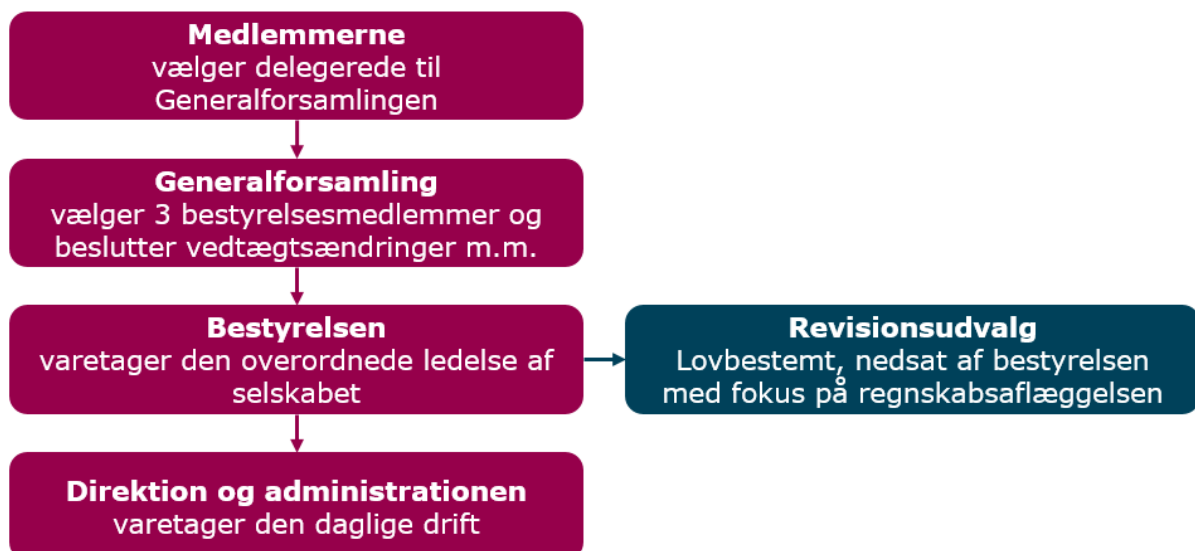 Medlemmerne
vælger delegerede til
Generalforsamlingen
Generalforsamling
vælger 3 bestyrelsesmedlemmer og
beslutter vedtægtsændringer m.m.
Bestyrelsen
varetager den overordnede ledelse af
selskabet
Revisionsudvalg
Lovbestemt, nedsat af bestyrelsen
med fokus på regnskabsaflæggelsen
Direktion og administrationen
varetager den daglige drift